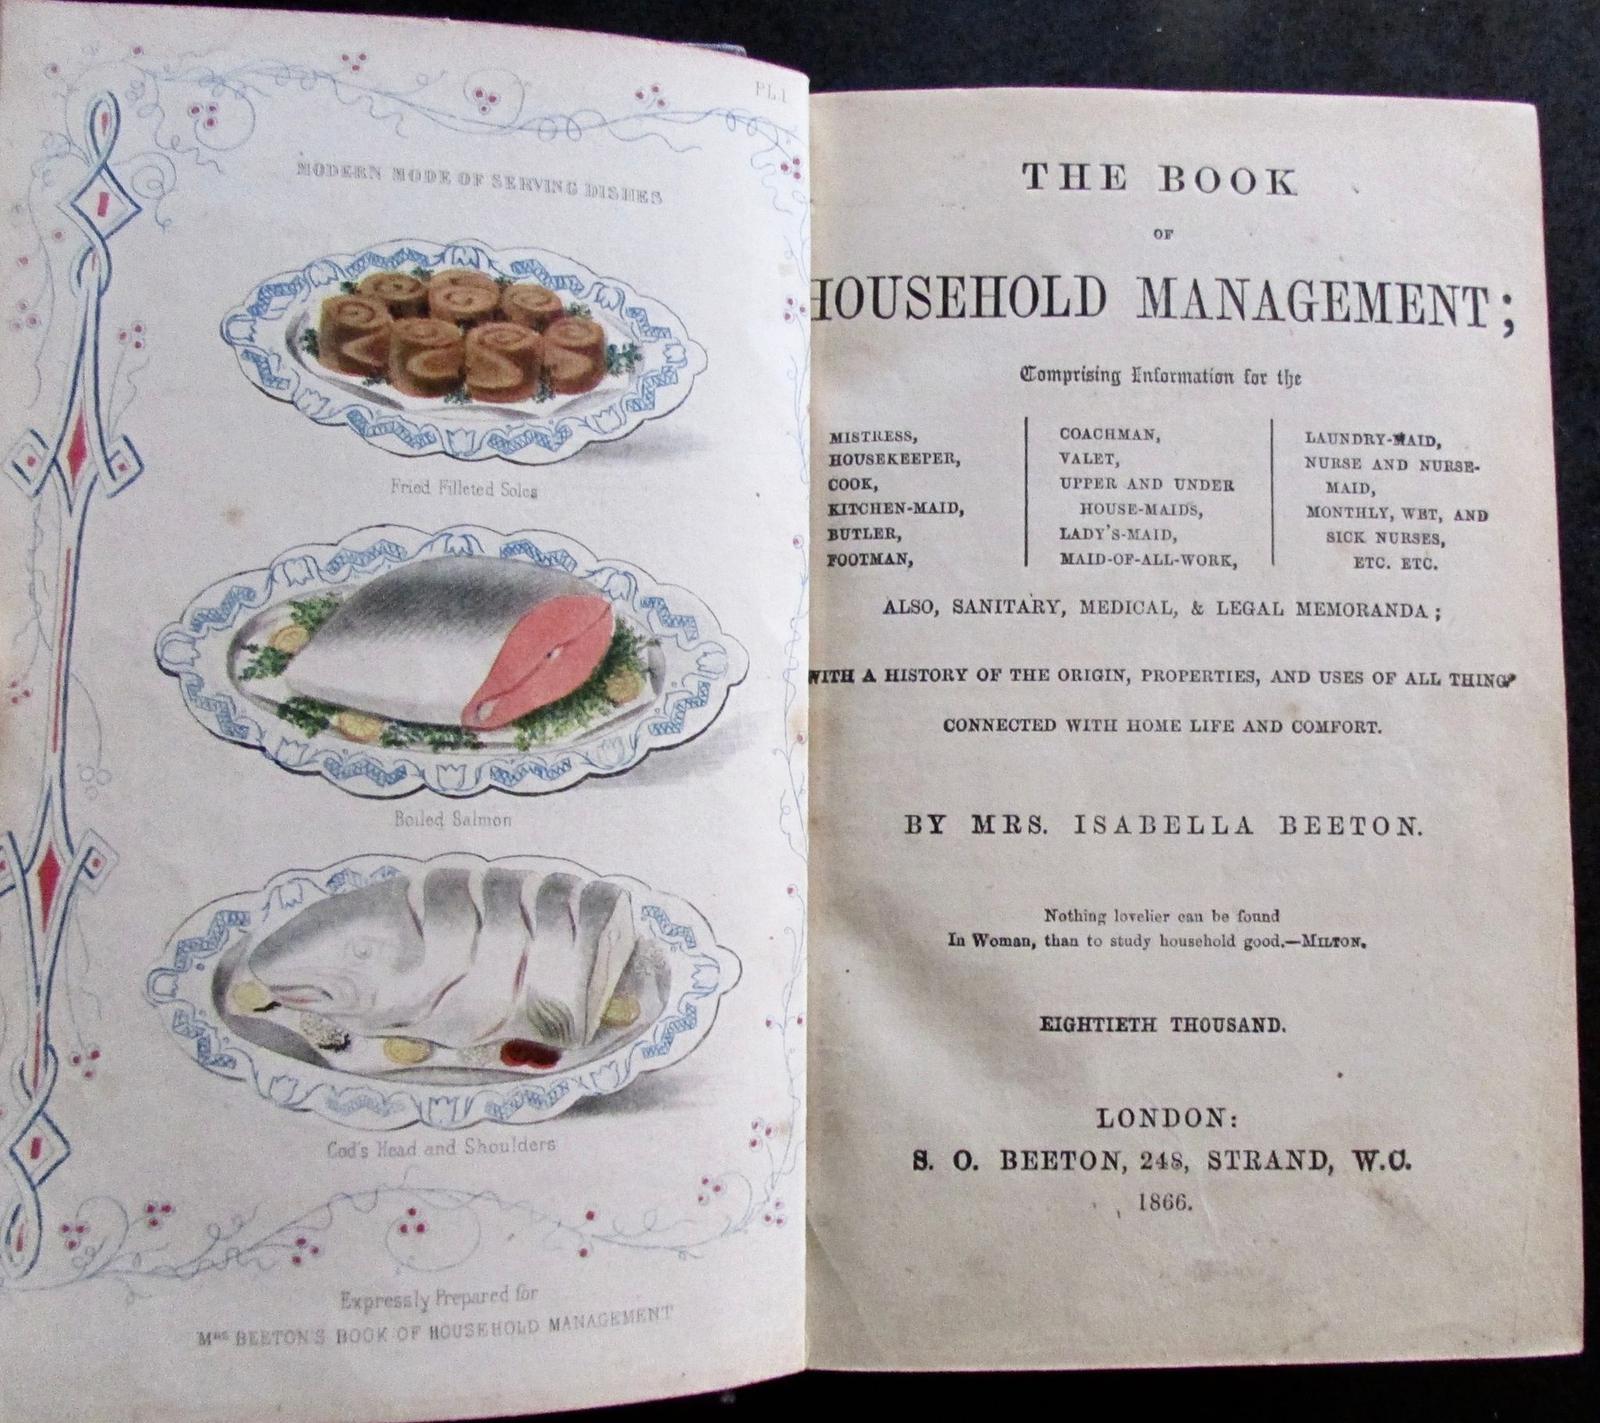 PL.1
MODERN MODE OF SERVING DISHES
Fried Filleted Soles
Boiled Salmon
Cod's Head and Shoulders
Expressly Prepared for
MRS BEETON'S BOOK OF HOUSEHOLD MANAGEMENT
THE BOOK
OF
HOUSEHOLD MANAGEMENT;
Comprising Information for the
MISTRESS,
HOUSEKEEPER,
COOK,
KITCHEN-MAID,
BUTLER,
FOOTMAN,
COACHMAN,
VALET,
UPPER AND UNDER
HOUSE-MAIDS,
LADY'S-MAID,
MAID-OF-ALL-WORK,
LAUNDRY-MAID,
NURSE AND NURSE-
MAID,
MONTHLY, WET, AND
SICK NURSES,
ETC. ETC.
ALSO, SANITARY, MEDICAL, & LEGAL MEMORANDA;
WITH A HISTORY OF THE ORIGIN, PROPERTIES, AND USES OF ALL THINGS
CONNECTED WITH HOME LIFE AND COMFORT.
BY MRS. ISABELLA BEETON.
Nothing lovelier can be found
In Woman, than to study household good.—MILTON.
EIGHTIETH THOUSAND.
LONDON:
S. O. BEETON, 248, STRAND, W.C.
1866.